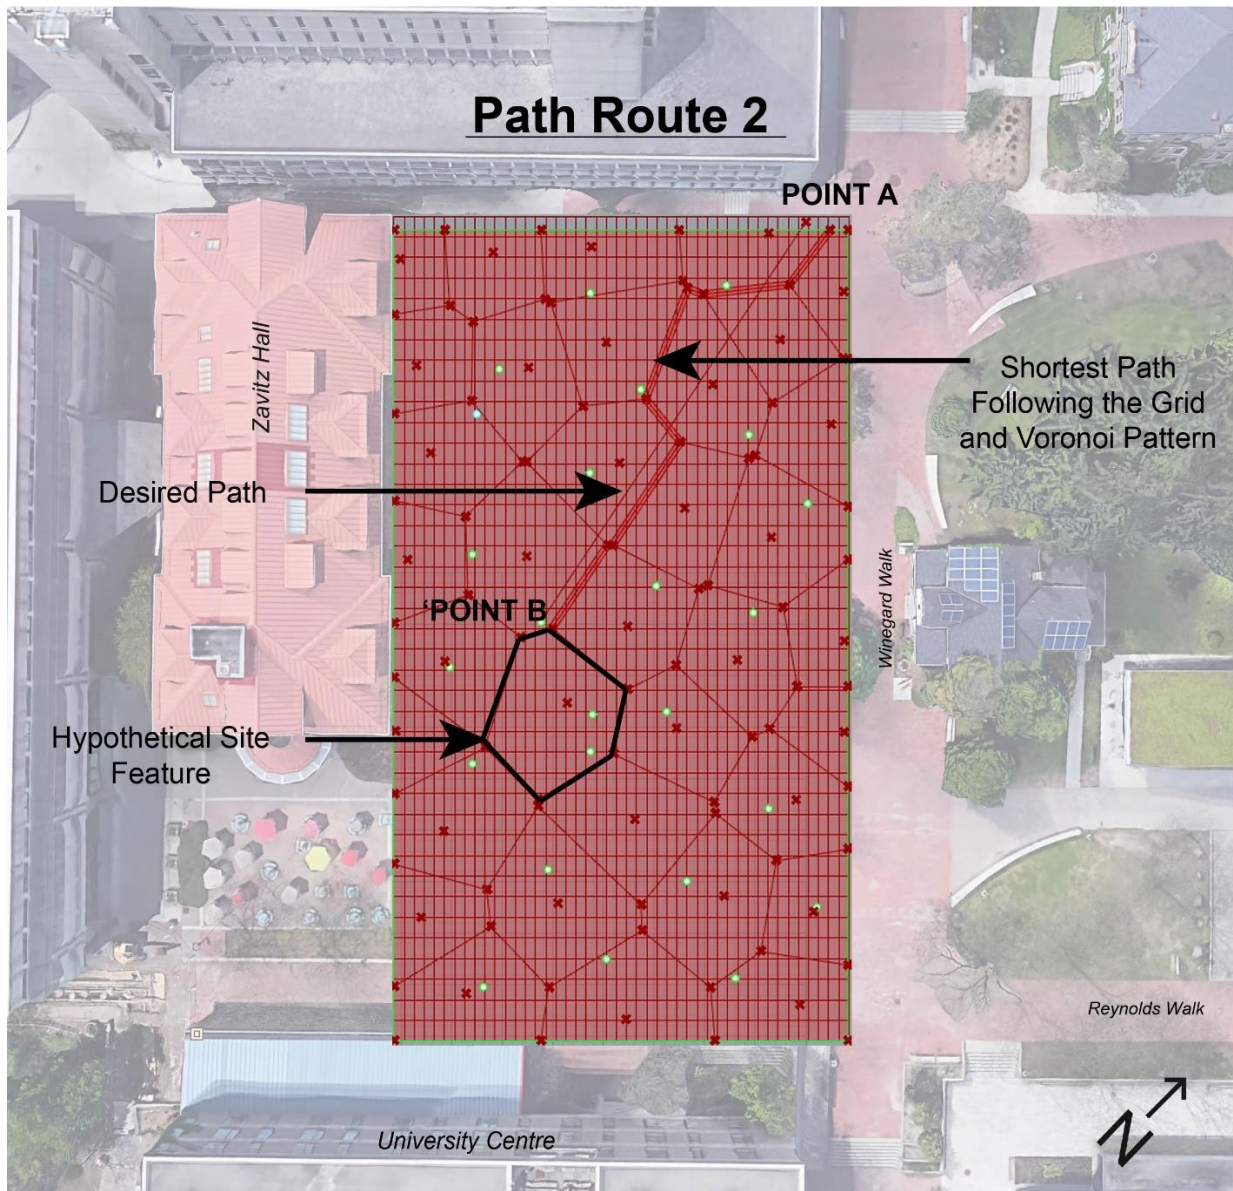 Path Route 2
POINT A
Zavitz Hall
Shortest Path
Following the Grid
and Voronoi Pattern
Desired Path
Winegard Walk
‘POINT B
Hypothetical Site
Feature
Reynolds Walk
N
University Centre